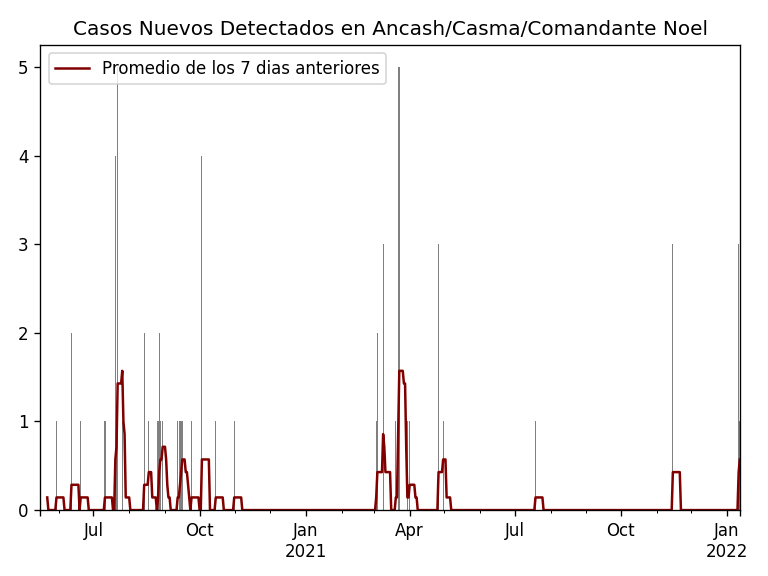 Casos Nuevos Detectados en Ancash/Casma/Comandante Noel
Promedio de los 7 dias anteriores
5
4
3
2
1
0
Jul
Oct
Jan
2021
Apr
Jul
Oct
Jan
2022